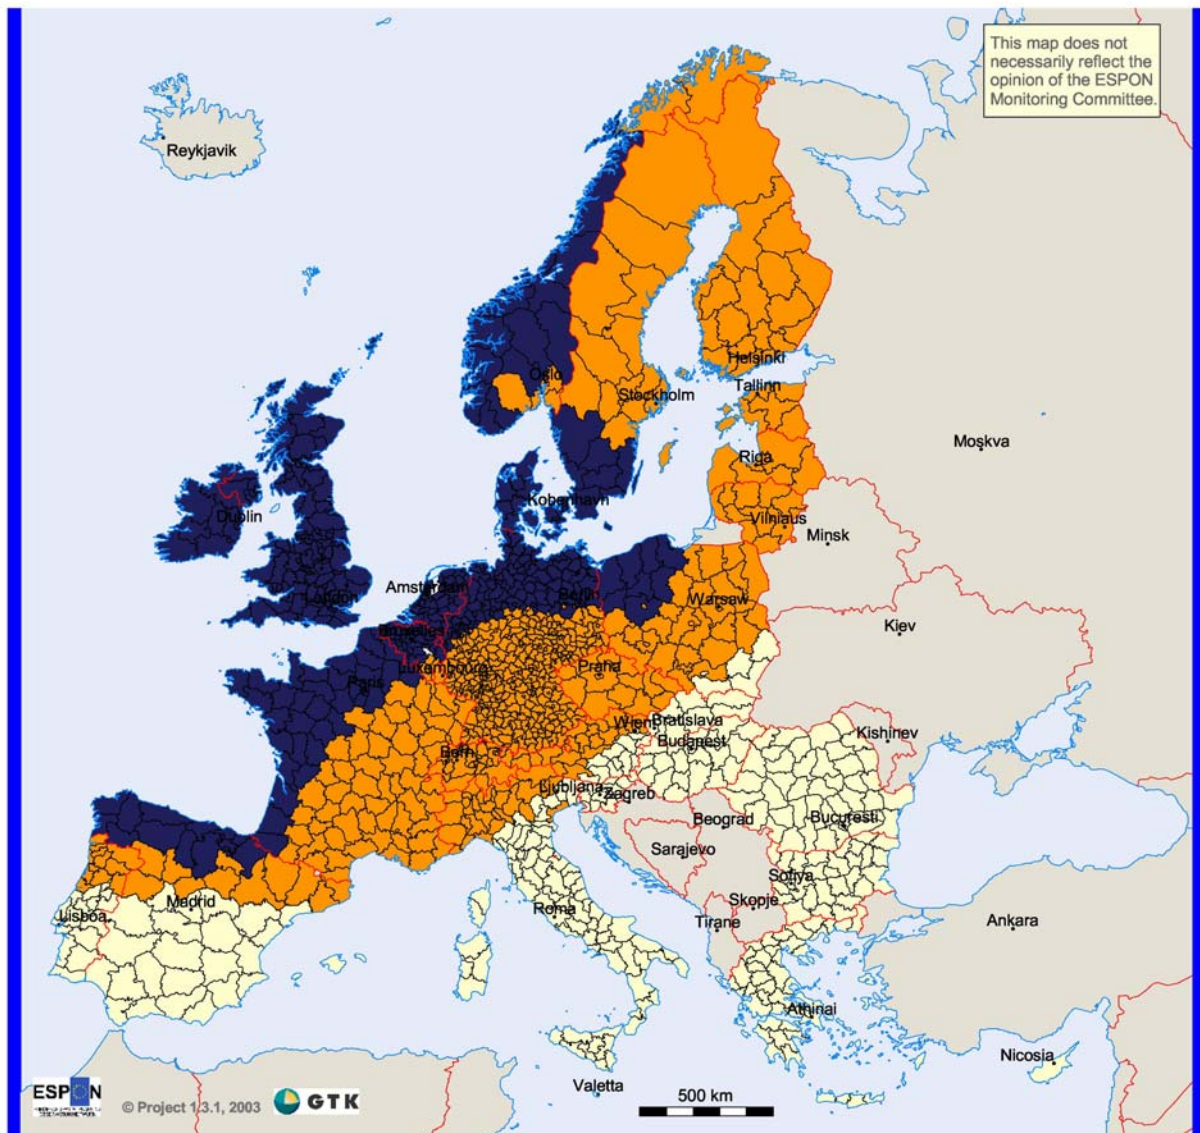 This map does not
necessarily reflect the
opinion of the ESPON
Monitoring Committee.
Reykjavik
Helsinki
Oslo
Tallinn
Stockholm
Moskva
Riga
Kobenhavn
Dublin
Vilniaus
Minsk
Amsterdam
Berlin
London
Warsaw
Kiev
Bruxelles
Luxembourg
Praha
Paris
Wien
Bratislava
Kishinev
Budapest
Bern
Ljubljana
Zagreb
Beograd
Bucuresti
Sarajevo
Sofiya
Madrid
Skopje
Lisboa
Roma
Tirane
Ankara
Athinai
Nicosia
Valetta
500 km
ESPON
© Project 1.3.1, 2003
GTK